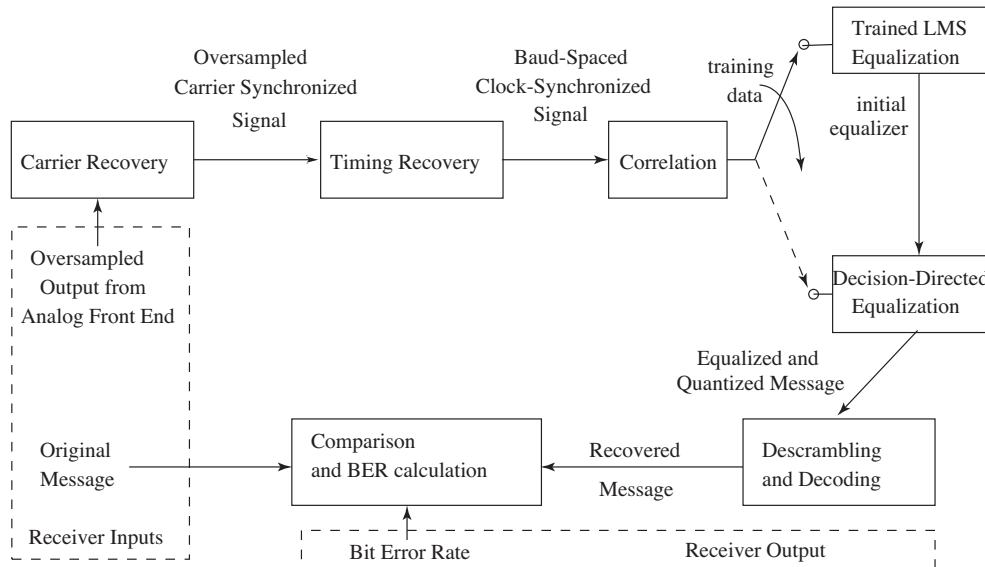 Oversampled
Carrier Synchronized
Signal
Baud-Spaced
Clock-Synchronized
Signal
training
data
Trained LMS
Equalization
initial
equalizer
Carrier Recovery
Timing Recovery
Correlation
Oversampled
Output from
Analog Front End
Decision-Directed
Equalization
Equalized and
Quantized Message
Original
Message
Comparison
and BER calculation
Recovered
Message
Descrambling
and Decoding
Receiver Inputs
Bit Error Rate
Receiver Output